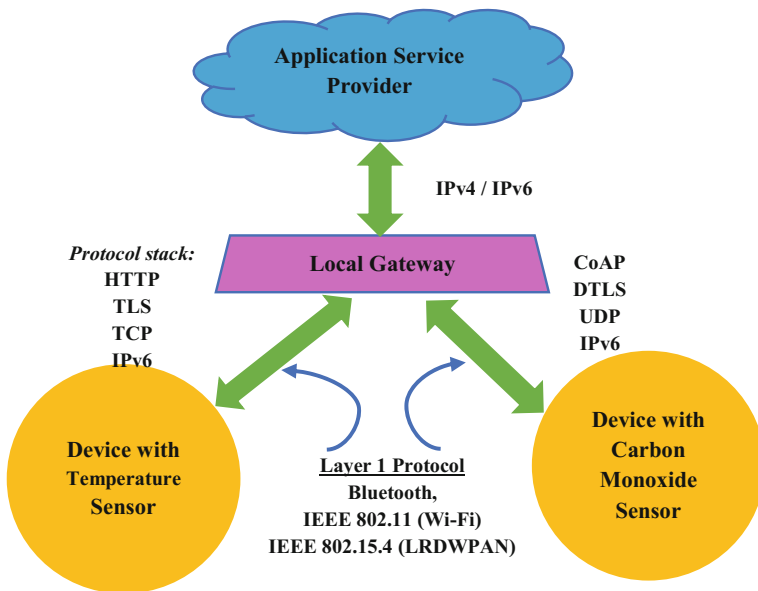 Application Service
Provider
IPv4 / IPv6
Local Gateway
Protocol stack:
HTTP
TLS
TCP
IPv6
CoAP
DTLS
UDP
IPv6
Device with
Temperature
Sensor
Layer 1 Protocol
Bluetooth,
IEEE 802.11 (Wi-Fi)
IEEE 802.15.4 (LRDWPAN)
Device with
Carbon
Monoxide
Sensor